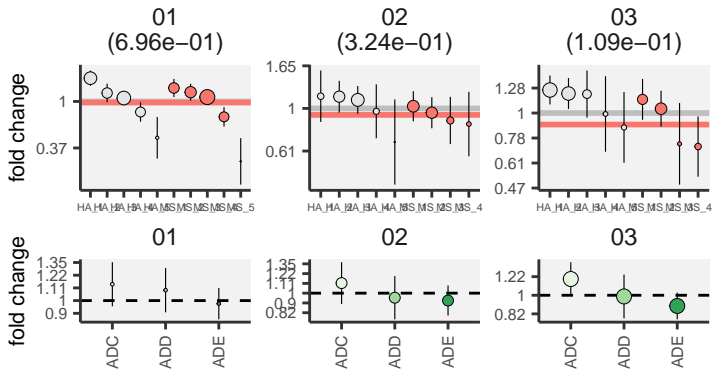 01
(6.96e−01)
02
(3.24e−01)
03
(1.09e−01)
fold change
1
0.37
1.65
1
0.61
1.28
1
0.78
0.61
0.47
01
02
03
fold change
1.35
1.22
1.11
1
0.9
1.35
1.22
1.11
1
0.9
0.82
1.22
1
0.82
ADC
ADD
ADE
ADC
ADD
ADE
ADC
ADD
ADE